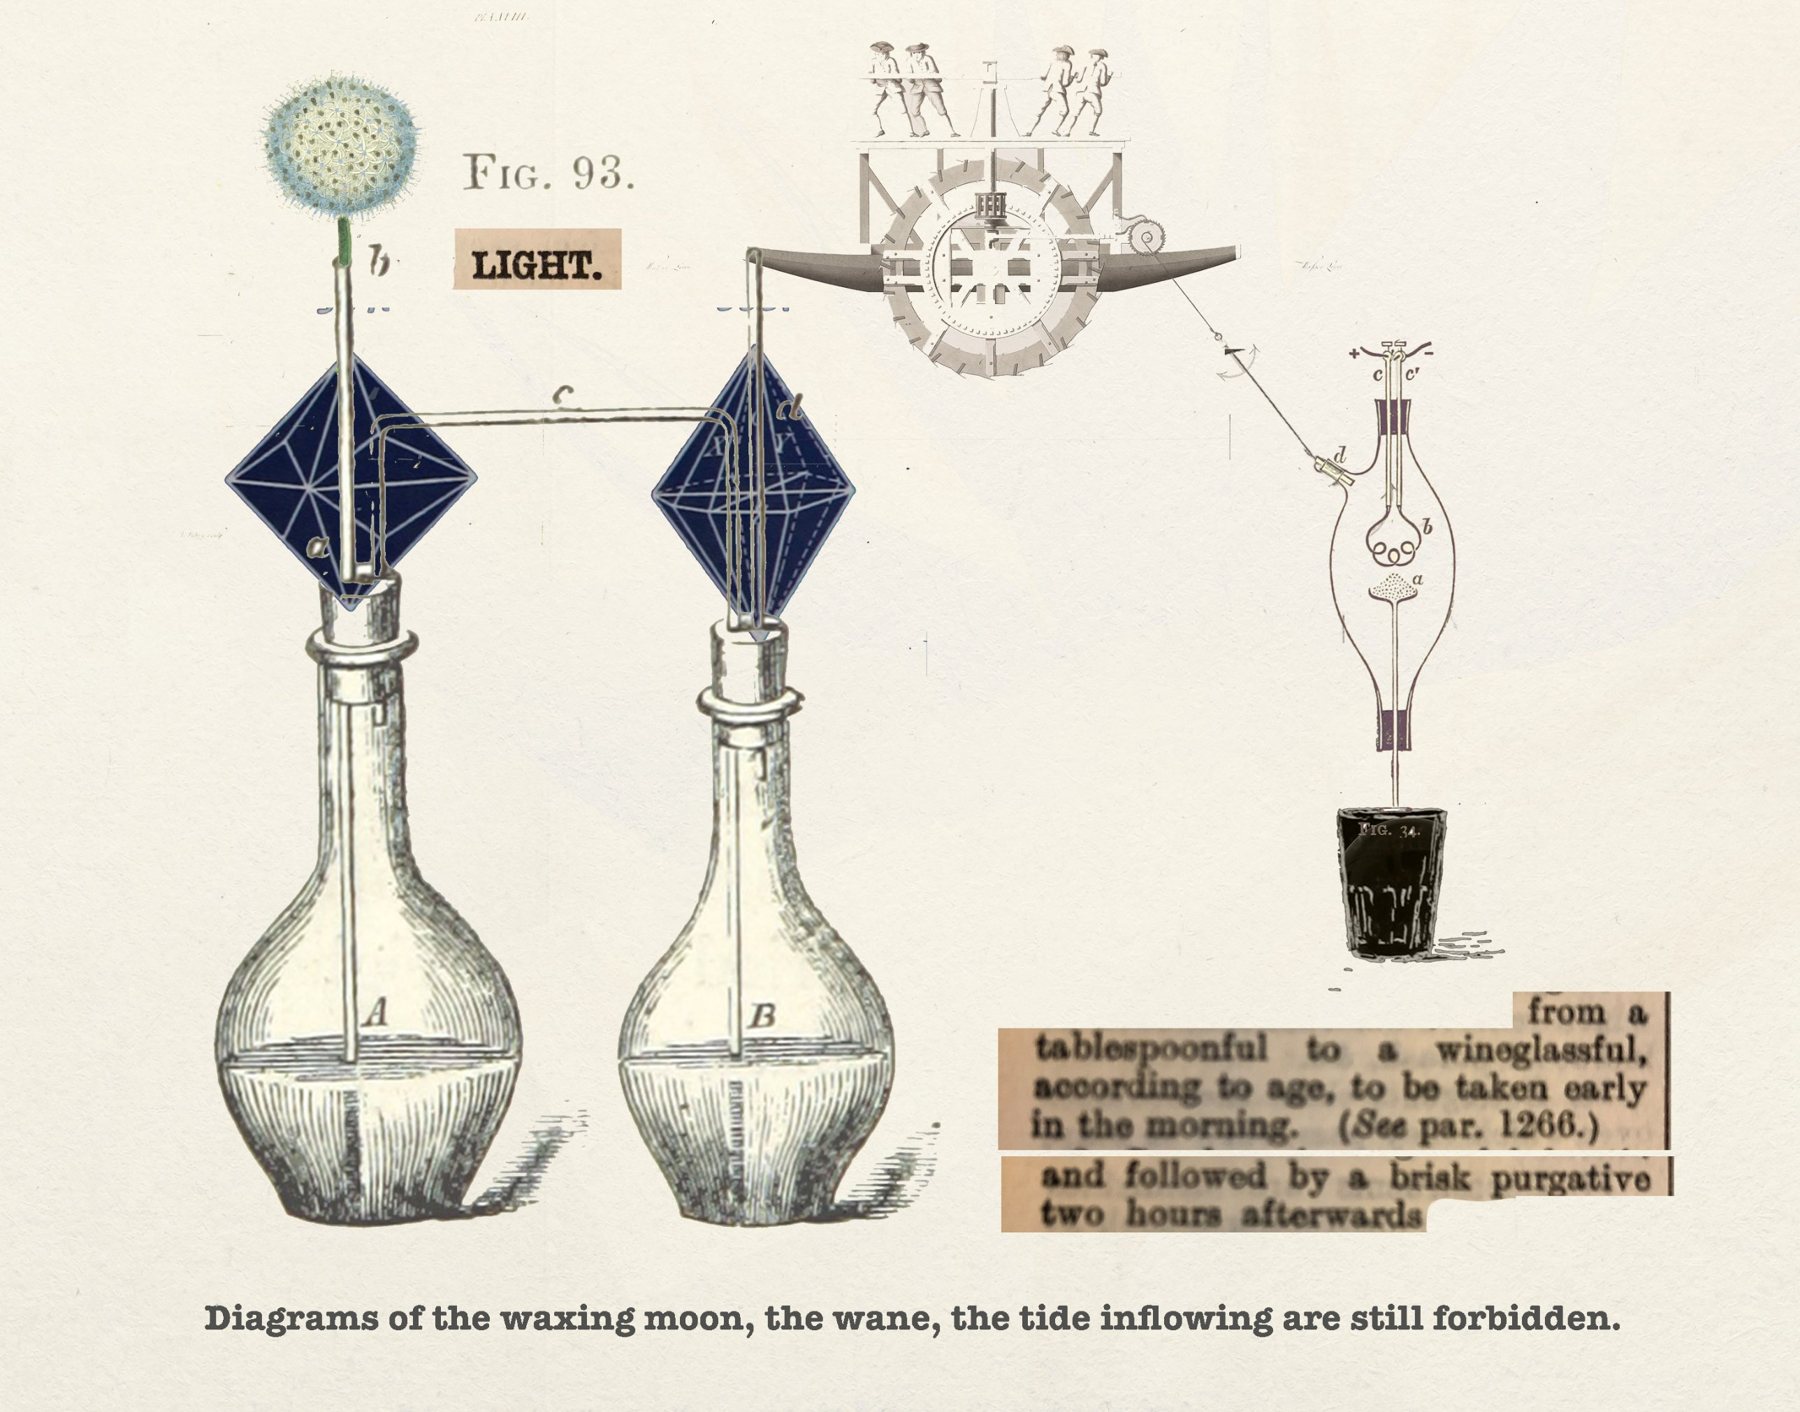 Fig. 93.
LIGHT.
b
c
a
d
X Y
A
B
+ -
c c'
d
b
a
Fig. 34.
from a
tablespoonful to a wineglassful,
according to age, to be taken early
in the morning. (See par. 1266.)
and followed by a brisk purgative
two hours afterwards
Diagrams of the waxing moon, the wane, the tide inflowing are still forbidden.